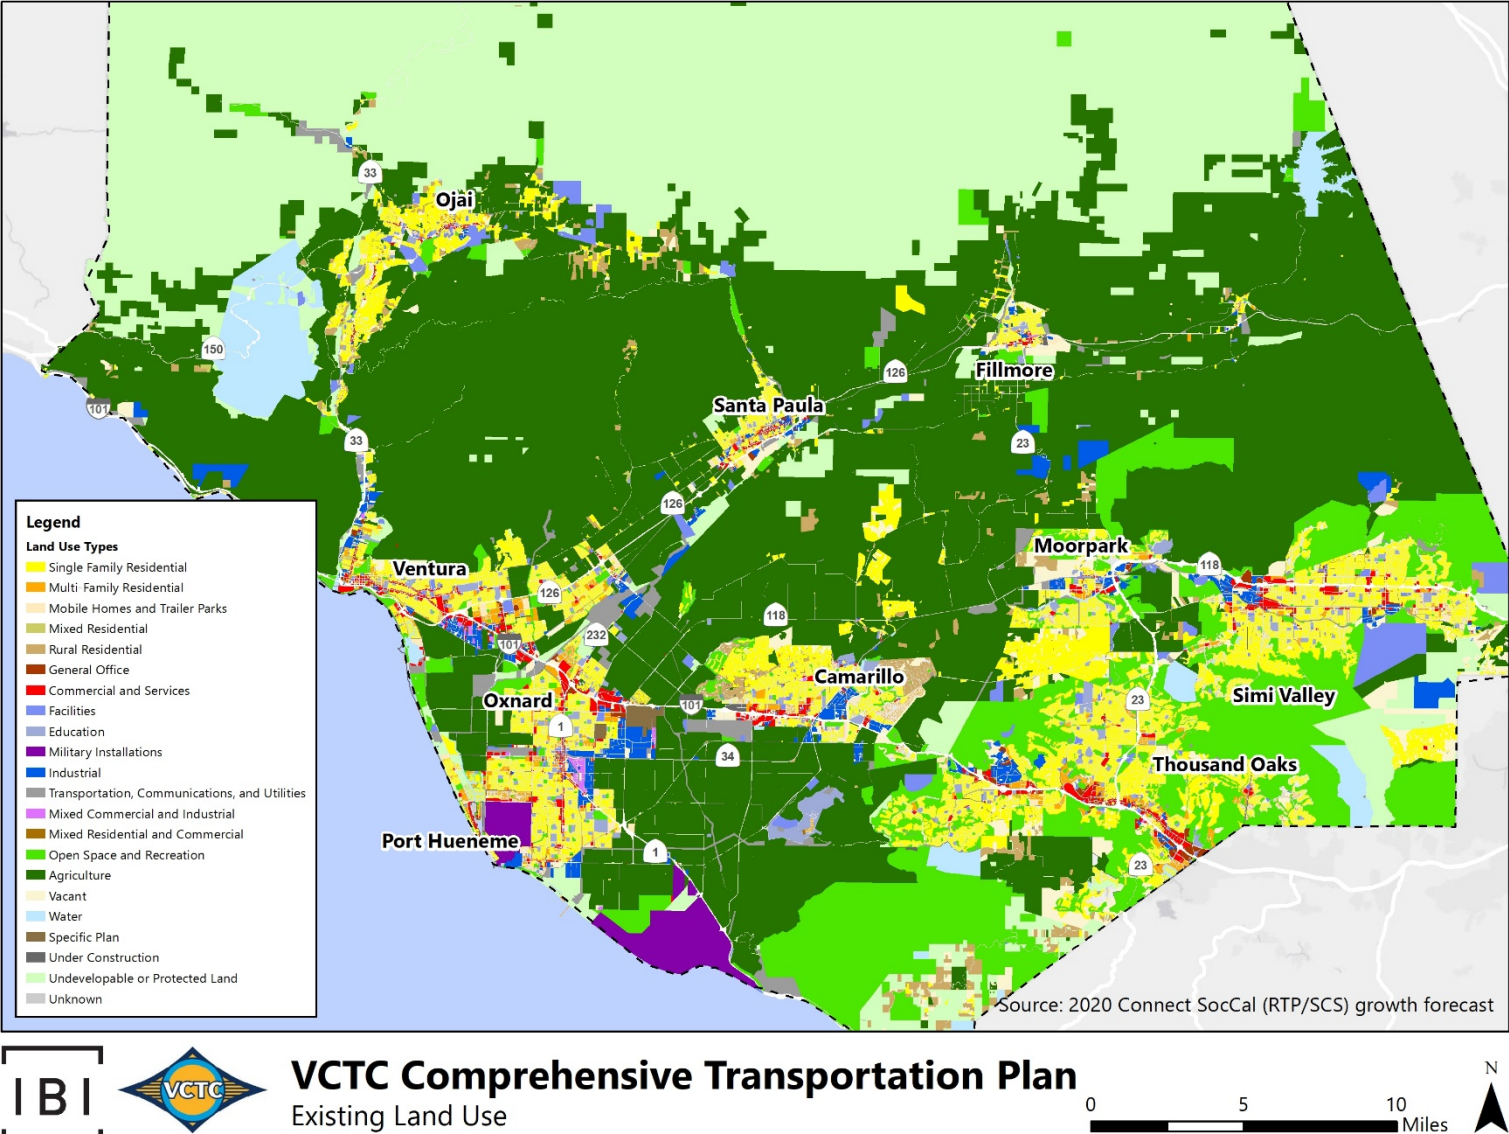 33
Ojai
150
101
33
126
Fillmore
Santa Paula
23
126
Moorpark
118
Ventura
126
118
232
101
Camarillo
Oxnard
101
23
Simi Valley
1
34
Thousand Oaks
Port Hueneme
1
23
Legend
Land Use Types
Single Family Residential
Multi-Family Residential
Mobile Homes and Trailer Parks
Mixed Residential
Rural Residential
General Office
Commercial and Services
Facilities
Education
Military Installations
Industrial
Transportation, Communications, and Utilities
Mixed Commercial and Industrial
Mixed Residential and Commercial
Open Space and Recreation
Agriculture
Vacant
Water
Specific Plan
Under Construction
Undevelopable or Protected Land
Unknown
Source: 2020 Connect SocCal (RTP/SCS) growth forecast
IBI
VCTC
VCTC Comprehensive Transportation Plan
Existing Land Use
0 5 10
Miles
N